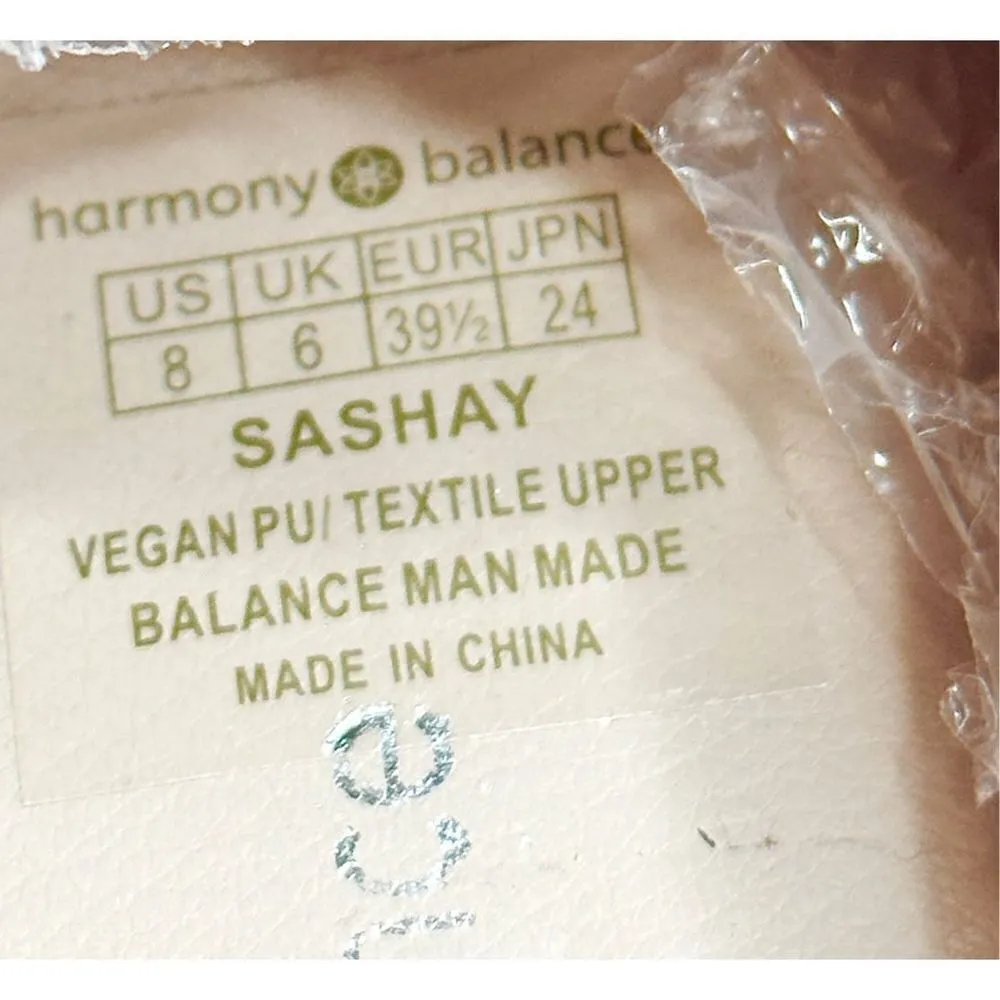 harmony balance
US UK EUR JPN
8 6 39½ 24
SASHAY
VEGAN PU/ TEXTILE UPPER
BALANCE MAN MADE
MADE IN CHINA
nce